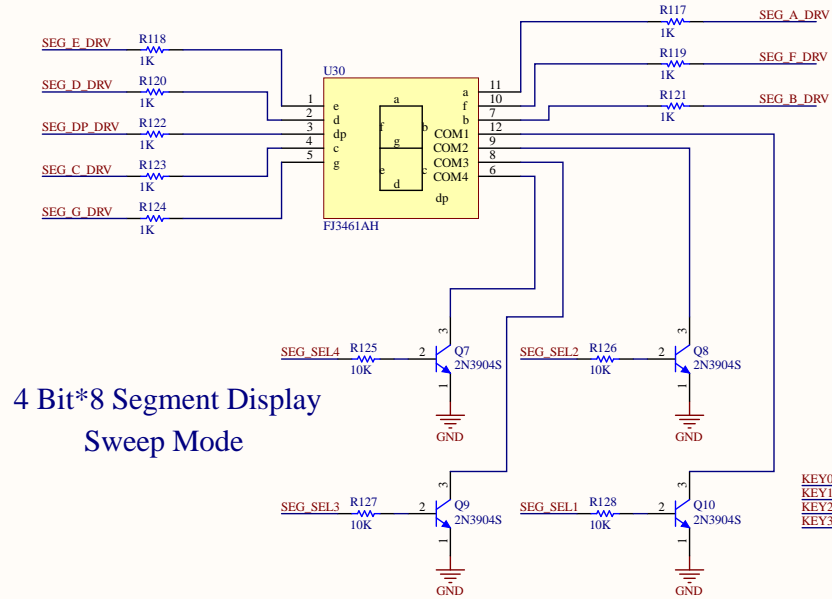 SEG_E_DRV
R118
1K
SEG_D_DRV
R120
1K
SEG_DP_DRV
R122
1K
SEG_C_DRV
R123
1K
SEG_G_DRV
R124
1K
U30
1
2
3
4
5
e
d
dp
c
g
a
f
b
g
e
c
d
dp
a
f
b
COM1
COM2
COM3
COM4
11
10
7
12
9
8
6
FJ3461AH
R117
1K
SEG_A_DRV
R119
1K
SEG_F_DRV
R121
1K
SEG_B_DRV
SEG_SEL4
R125
10K
2
3
1
Q7
2N3904S
GND
SEG_SEL2
R126
10K
2
3
1
Q8
2N3904S
GND
4 Bit*8 Segment Display
Sweep Mode
SEG_SEL3
R127
10K
2
3
1
Q9
2N3904S
GND
SEG_SEL1
R128
10K
2
3
1
Q10
2N3904S
GND
KEY0
KEY1
KEY2
KEY3